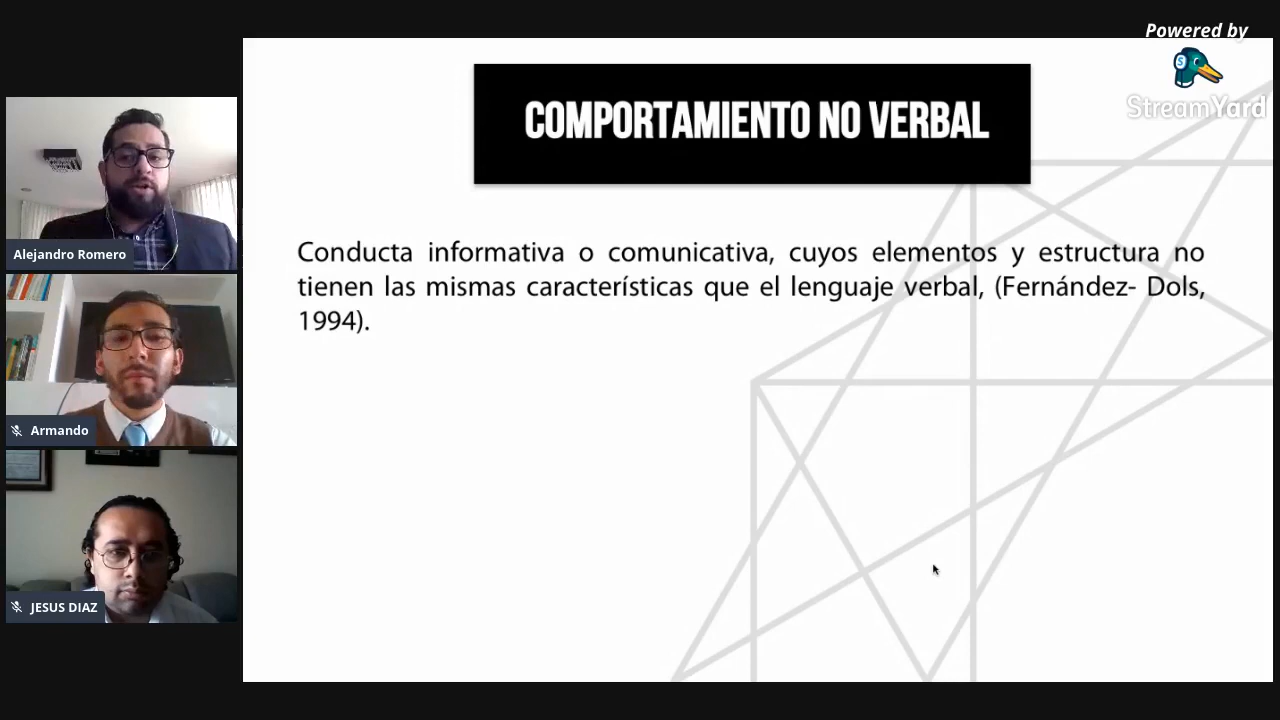 Powered by
StreamYard
COMPORTAMIENTO NO VERBAL
Conducta informativa o comunicativa, cuyos elementos y estructura no
tienen las mismas características que el lenguaje verbal, (Fernández- Dols,
1994).
Alejandro Romero
Armando
JESUS DIAZ